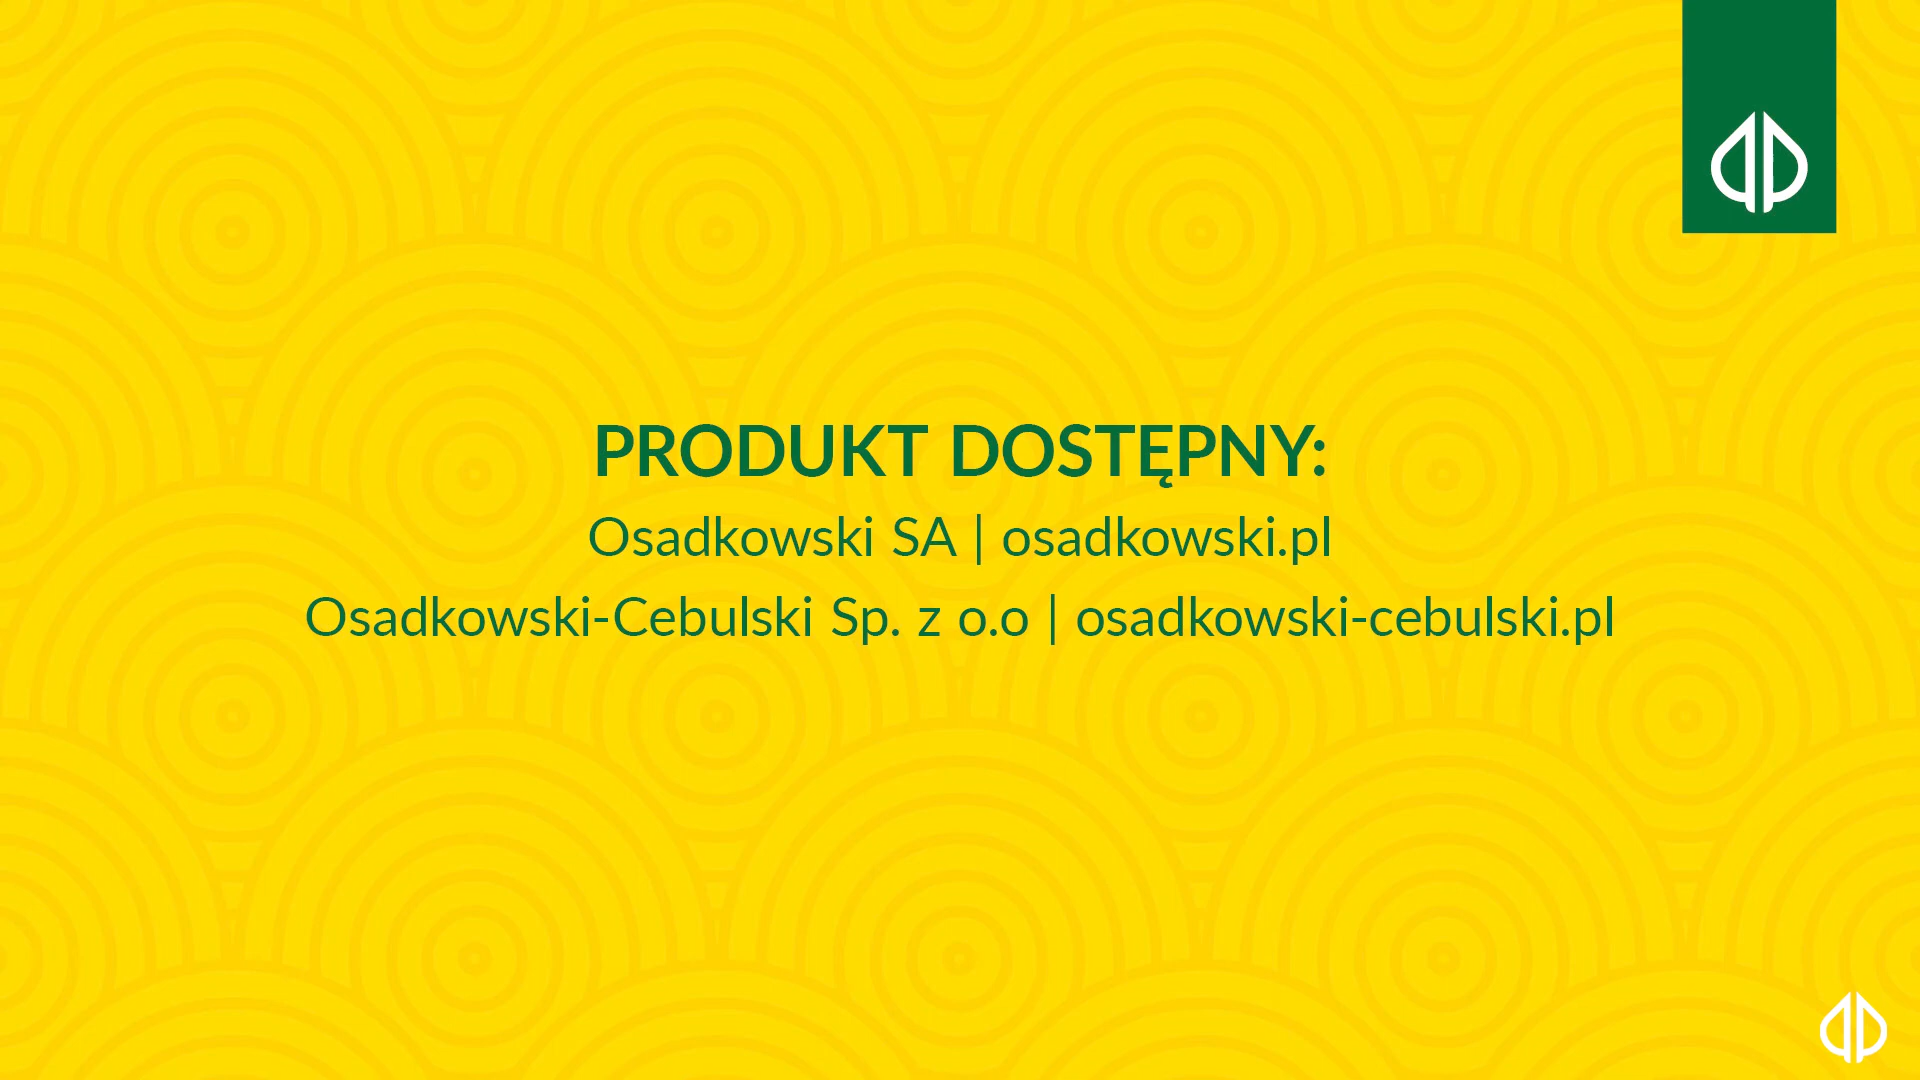 PRODUKT DOSTĘPNY:
Osadkowski SA | osadkowski.pl
Osadkowski-Cebulski Sp. z o.o | osadkowski-cebulski.pl